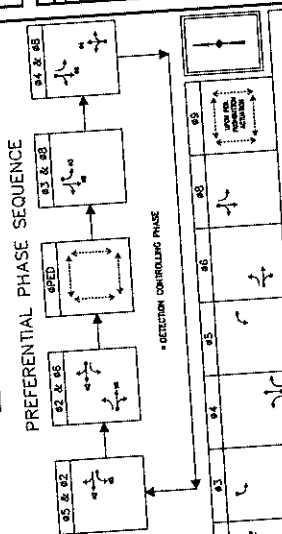 PREFERENTIAL PHASE SEQUENCE
ø5 & ø2
ø2 & ø6
øPED
ø3 & ø8
ø4 & ø8
* DETECTION CONTROLLING PHASE
ø3
ø4
ø5
ø6
ø8
ø9
UPON PED.
ACTUATION